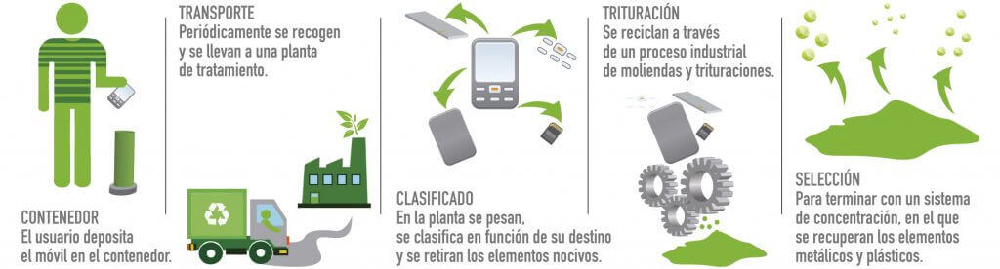 CONTENEDOR
El usuario deposita
el móvil en el contenedor.
TRANSPORTE
Periódicamente se recogen
y se llevan a una planta
de tratamiento.
CLASIFICADO
En la planta se pesan,
se clasifica en función de su destino
y se retiran los elementos nocivos.
TRITURACIÓN
Se reciclan a través
de un proceso industrial
de moliendas y trituraciones.
SELECCIÓN
Para terminar con un sistema
de concentración, en el que
se recuperan los elementos
metálicos y plásticos.